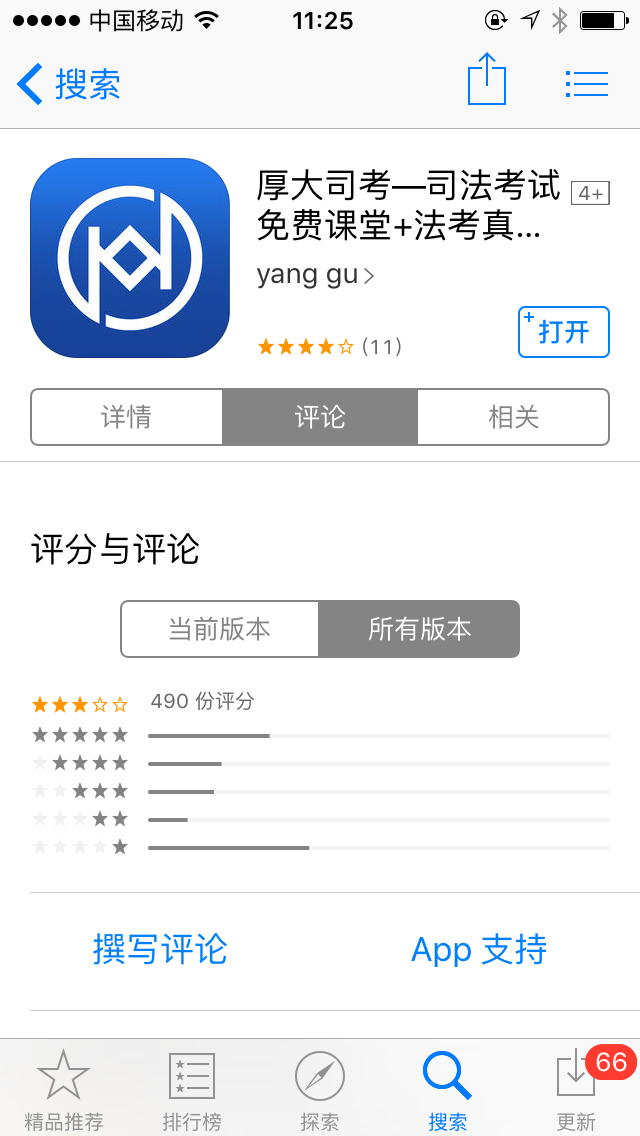 中国移动 11:25
搜索
厚大司考—司法考试 4+
免费课堂+法考真...
yang gu
(11)
+打开
详情 评论 相关
评分与评论
当前版本 所有版本
490 份评分
撰写评论 App 支持
66
精品推荐 排行榜 探索 搜索 更新